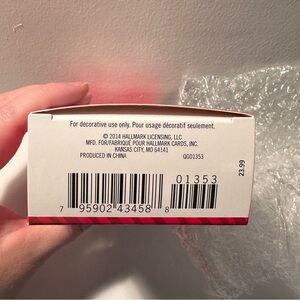 For decorative use only. Pour usage décoratif seulement.
© 2014 HALLMARK LICENSING, LLC
MFD. FOR/FABRIQUÉ POUR HALLMARK CARDS, INC.
KANSAS CITY, MO 64141
PRODUCED IN CHINA QGO1353
23.99
01353
7 95902 43458 8